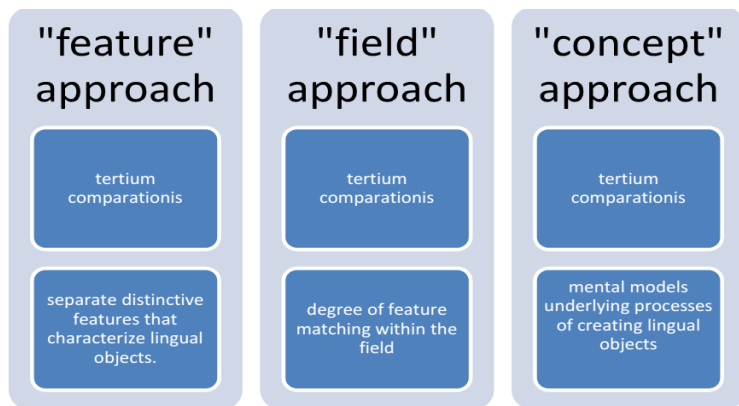 "feature"
approach
tertium
comparationis
separate distinctive
features that
characterize lingual
objects.
"field"
approach
tertium
comparationis
degree of feature
matching within the
field
"concept"
approach
tertium
comparationis
mental models
underlying processes
of creating lingual
objects